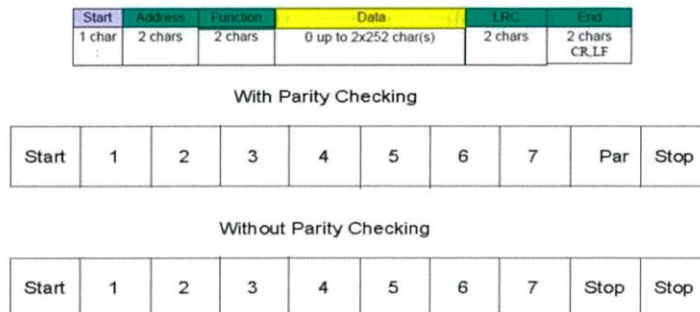 Start Address Function Data LRC End
1 char 2 chars 2 chars 0 up to 2x252 char(s) 2 chars 2 chars
: CR,LF
With Parity Checking
Start 1 2 3 4 5 6 7 Par Stop
Without Parity Checking
Start 1 2 3 4 5 6 7 Stop Stop